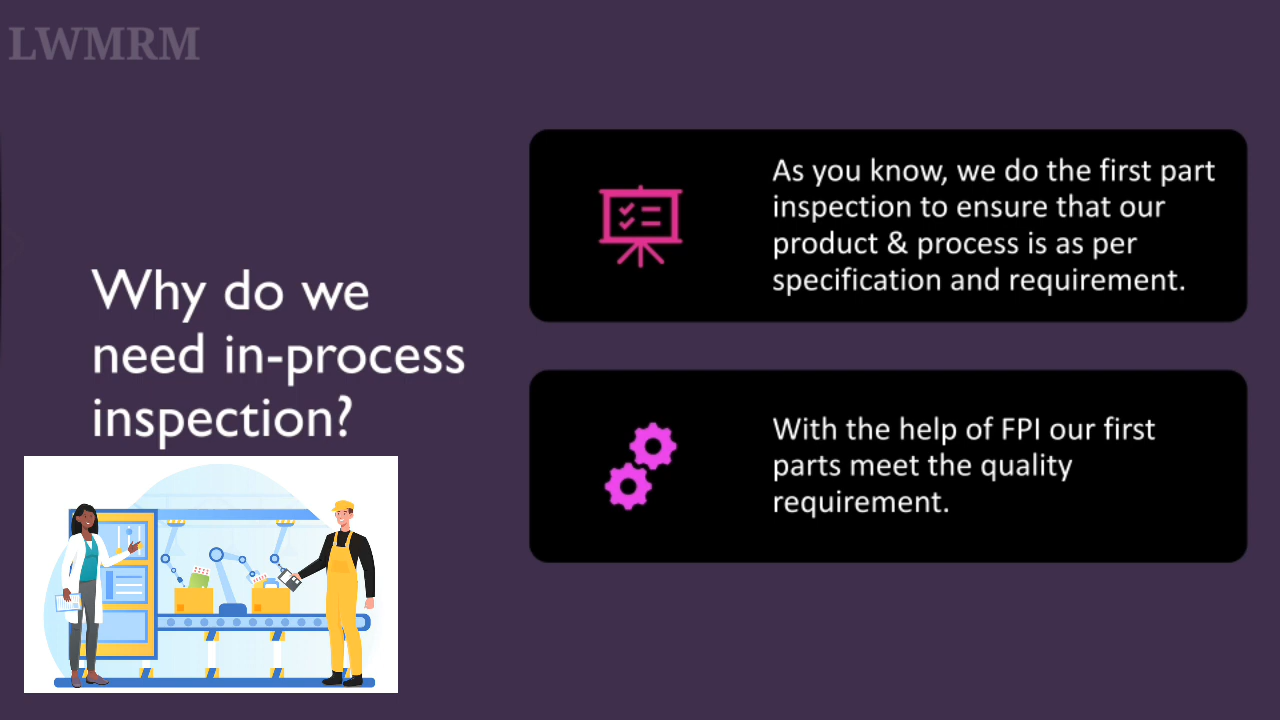 LWMRM
Why do we
need in-process
inspection?
As you know, we do the first part
inspection to ensure that our
product & process is as per
specification and requirement.
With the help of FPI our first
parts meet the quality
requirement.